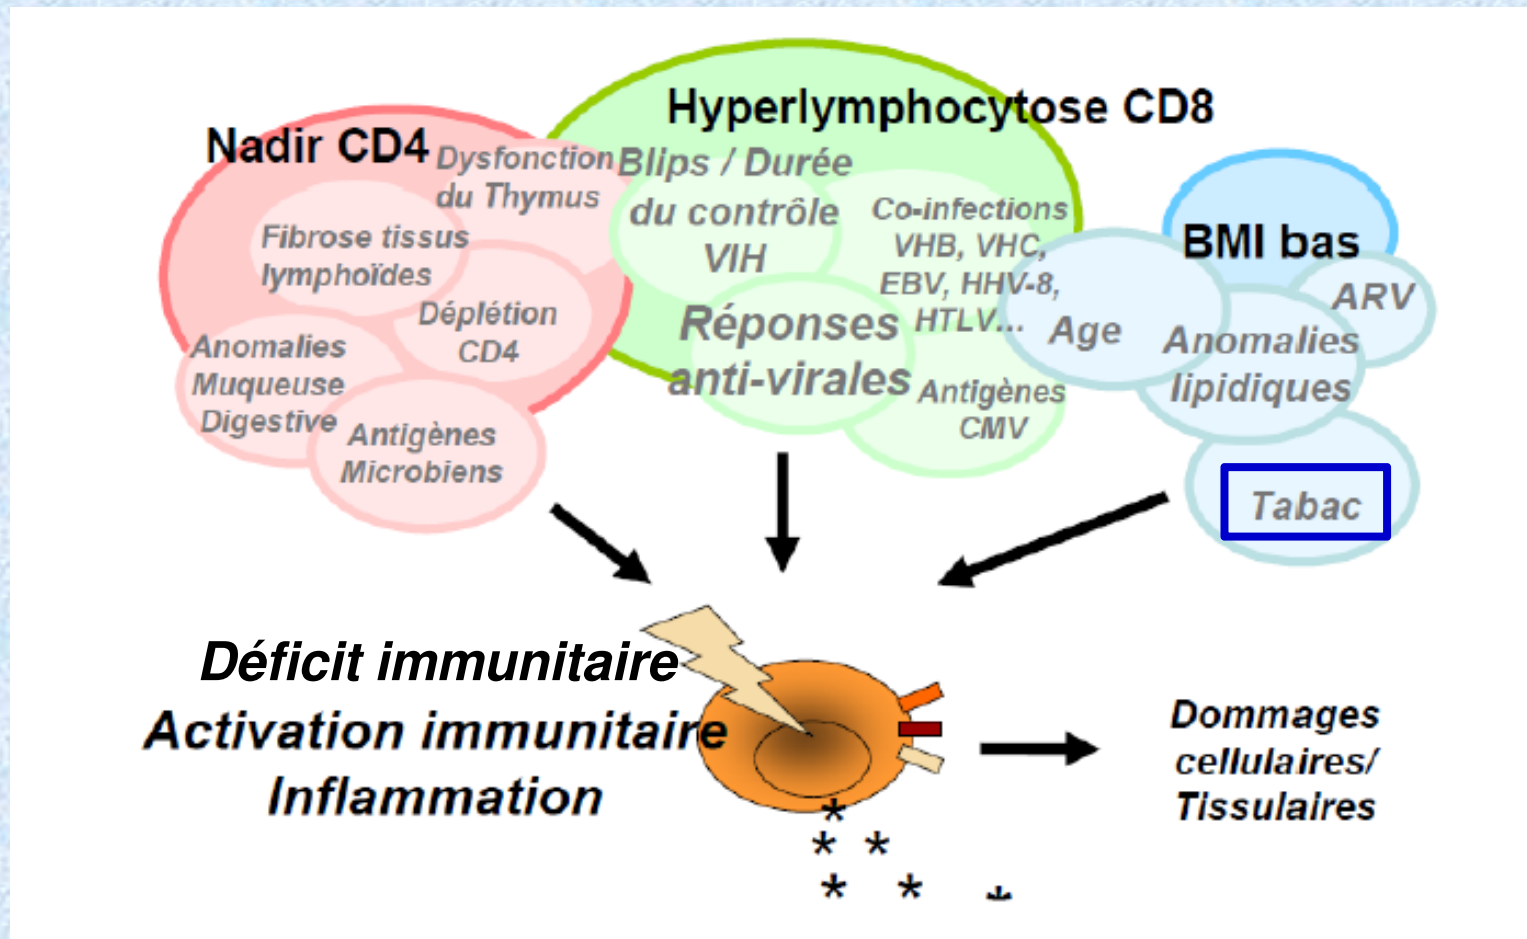 Nadir CD4
Dysfonction
du Thymus
Fibrose tissus
lymphoïdes
Déplétion
CD4
Anomalies
Muqueuse
Digestive
Antigènes
Microbiens
Hyperlymphocytose CD8
Blips / Durée
du contrôle
VIH
Co-infections
VHB, VHC,
EBV, HHV-8,
HTLV...
Réponses
anti-virales
Antigènes
CMV
BMI bas
ARV
Age
Anomalies
lipidiques
Tabac
Déficit immunitaire
Activation immunitaire
Inflammation
Dommages
cellulaires/
Tissulaires
*
* *
* * *